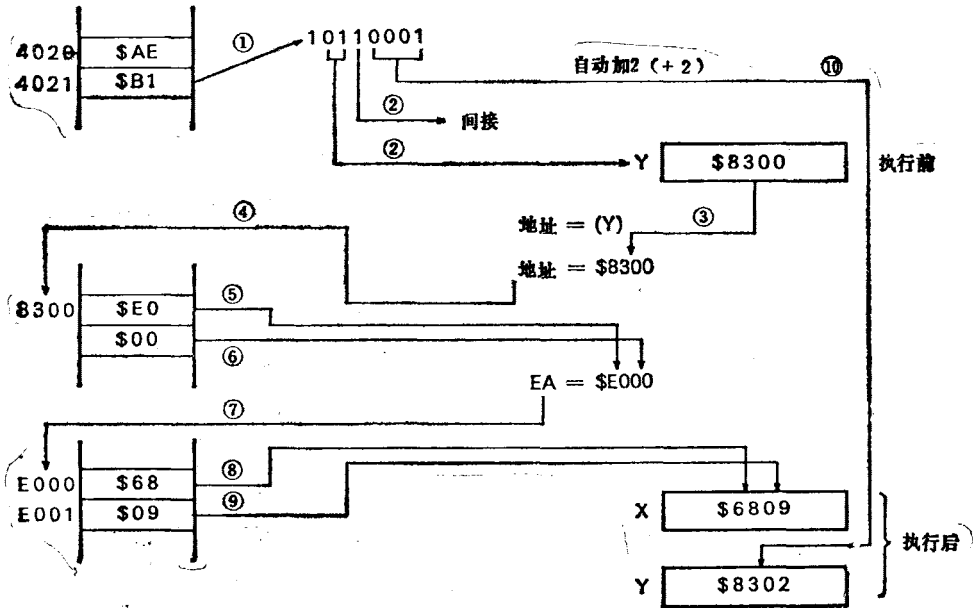 4020 $AE ① 10110001
自动加2 (+2) ⑩
4021 $B1
② 间接
② Y $8300 执行前
④ 地址 = (Y) ③
地址 = $8300
8300 $E0 ⑤
$00 ⑥
EA = $E000
⑦
E000 $68 ⑧
E001 $09 ⑨ X $6809
执行后
Y $8302